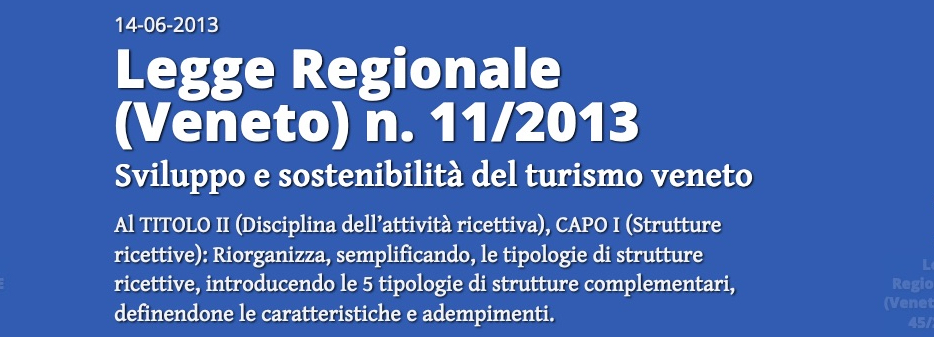 14-06-2013
Legge Regionale
(Veneto) n. 11/2013
Sviluppo e sostenibilità del turismo veneto
Al TITOLO II (Disciplina dell’attività ricettiva), CAPO I (Strutture
ricettive): Riorganizza, semplificando, le tipologie di strutture
ricettive, introducendo le 5 tipologie di strutture complementari,
definendone le caratteristiche e adempimenti.